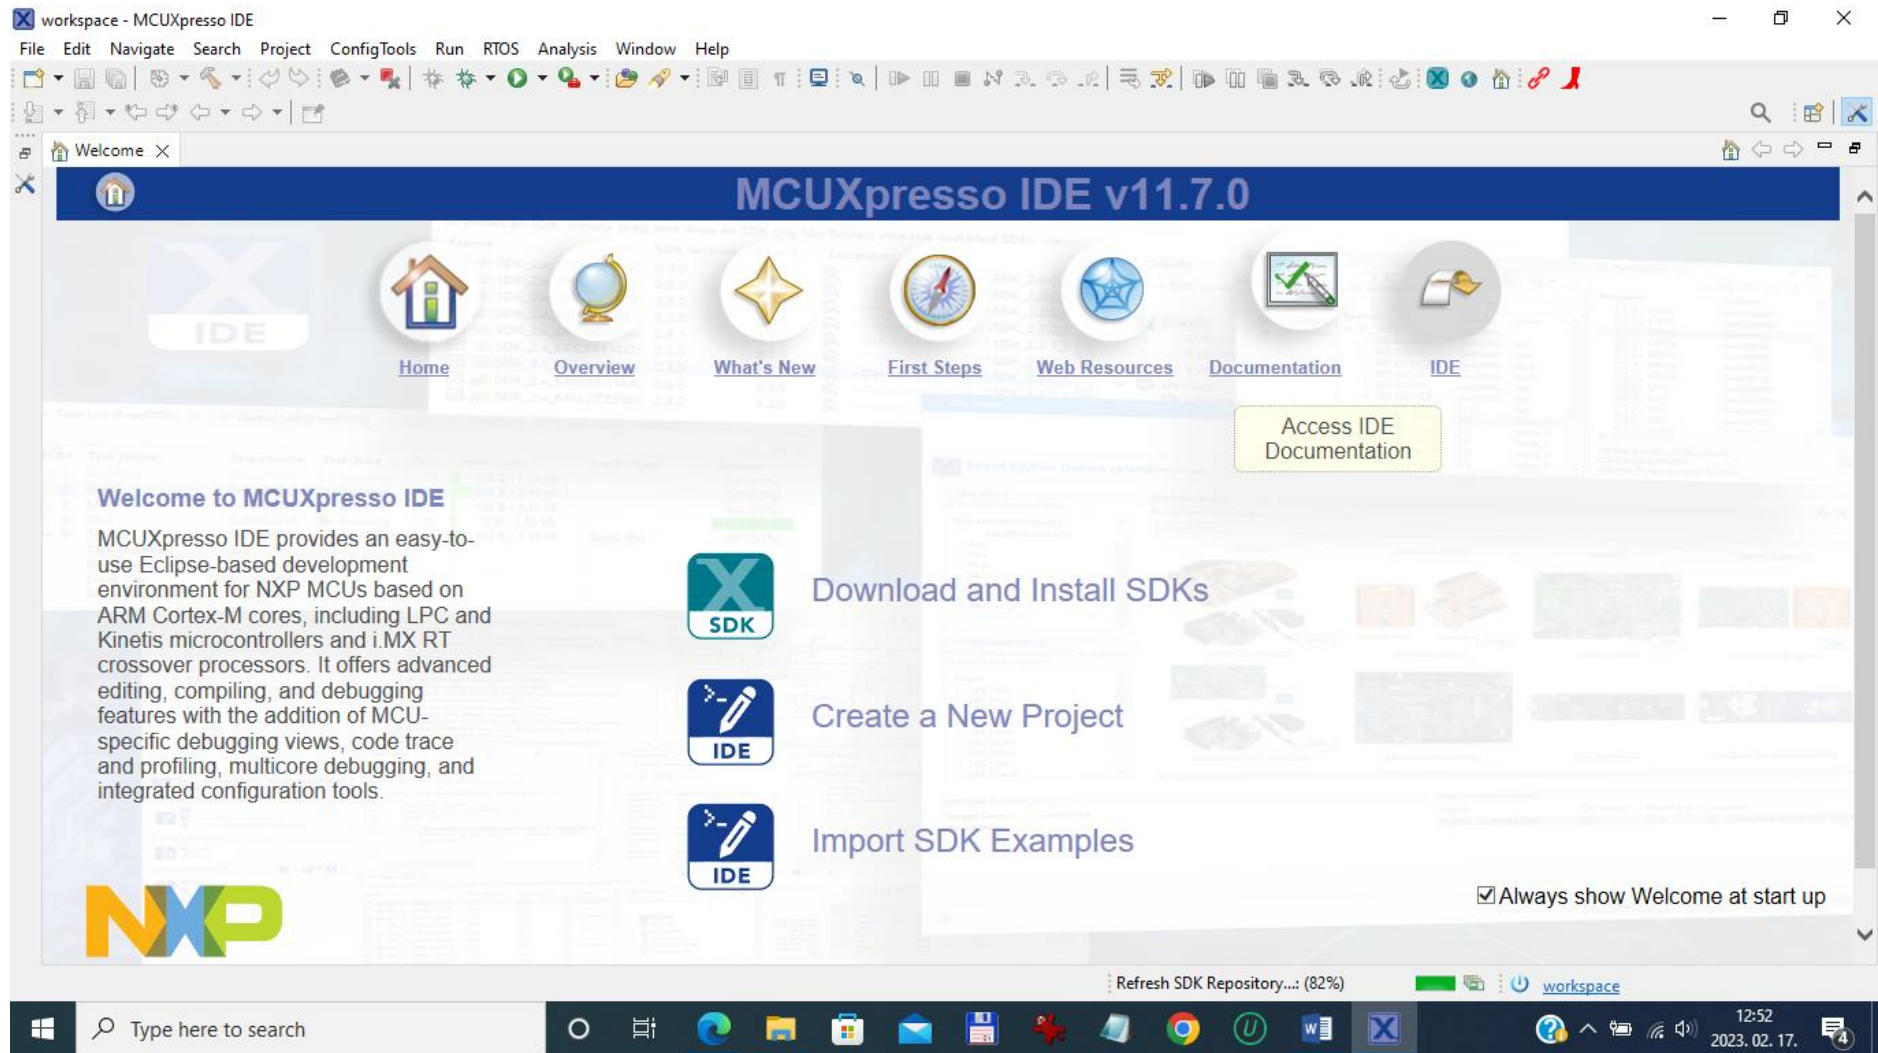 workspace - MCUXpresso IDE
File Edit Navigate Search Project ConfigTools Run RTOS Analysis Window Help
Welcome
MCUXpresso IDE v11.7.0
IDE
Home Overview What's New First Steps Web Resources Documentation IDE
Access IDE
Documentation
Welcome to MCUXpresso IDE
MCUXpresso IDE provides an easy-to-
use Eclipse-based development
environment for NXP MCUs based on
ARM Cortex-M cores, including LPC and
Kinetis microcontrollers and i.MX RT
crossover processors. It offers advanced
editing, compiling, and debugging
features with the addition of MCU-
specific debugging views, code trace
and profiling, multicore debugging, and
integrated configuration tools.
SDK
Download and Install SDKs
IDE
Create a New Project
IDE
Import SDK Examples
Always show Welcome at start up
NXP
Refresh SDK Repository...: (82%)
workspace
Type here to search
12:52
2023. 02. 17.
4